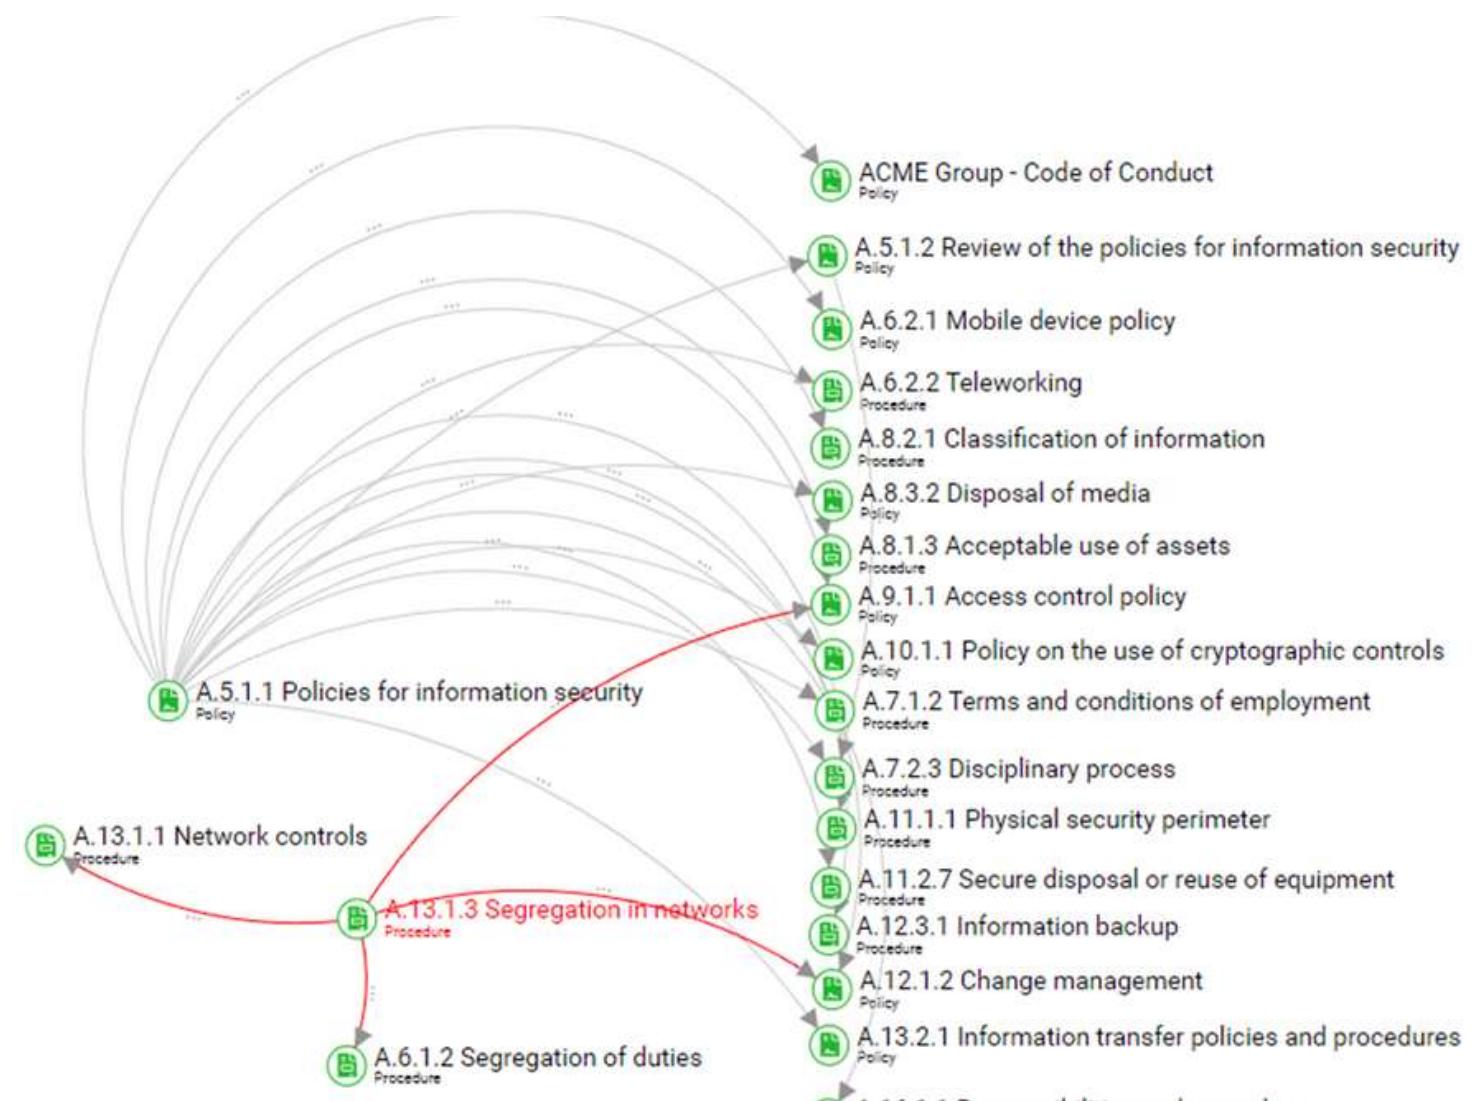 ACME Group - Code of Conduct
Policy
A.5.1.2 Review of the policies for information security
Policy
A.6.2.1 Mobile device policy
Policy
A.6.2.2 Teleworking
Procedure
A.8.2.1 Classification of information
Procedure
A.8.3.2 Disposal of media
Policy
A.8.1.3 Acceptable use of assets
Procedure
A.9.1.1 Access control policy
Policy
A.10.1.1 Policy on the use of cryptographic controls
Policy
A.5.1.1 Policies for information security
Policy
A.7.1.2 Terms and conditions of employment
Procedure
A.7.2.3 Disciplinary process
Procedure
A.11.1.1 Physical security perimeter
Procedure
A.13.1.1 Network controls
Procedure
A.11.2.7 Secure disposal or reuse of equipment
Procedure
A.13.1.3 Segregation in networks
Procedure
A.12.3.1 Information backup
Procedure
A.12.1.2 Change management
Policy
A.13.2.1 Information transfer policies and procedures
Policy
A.6.1.2 Segregation of duties
Procedure